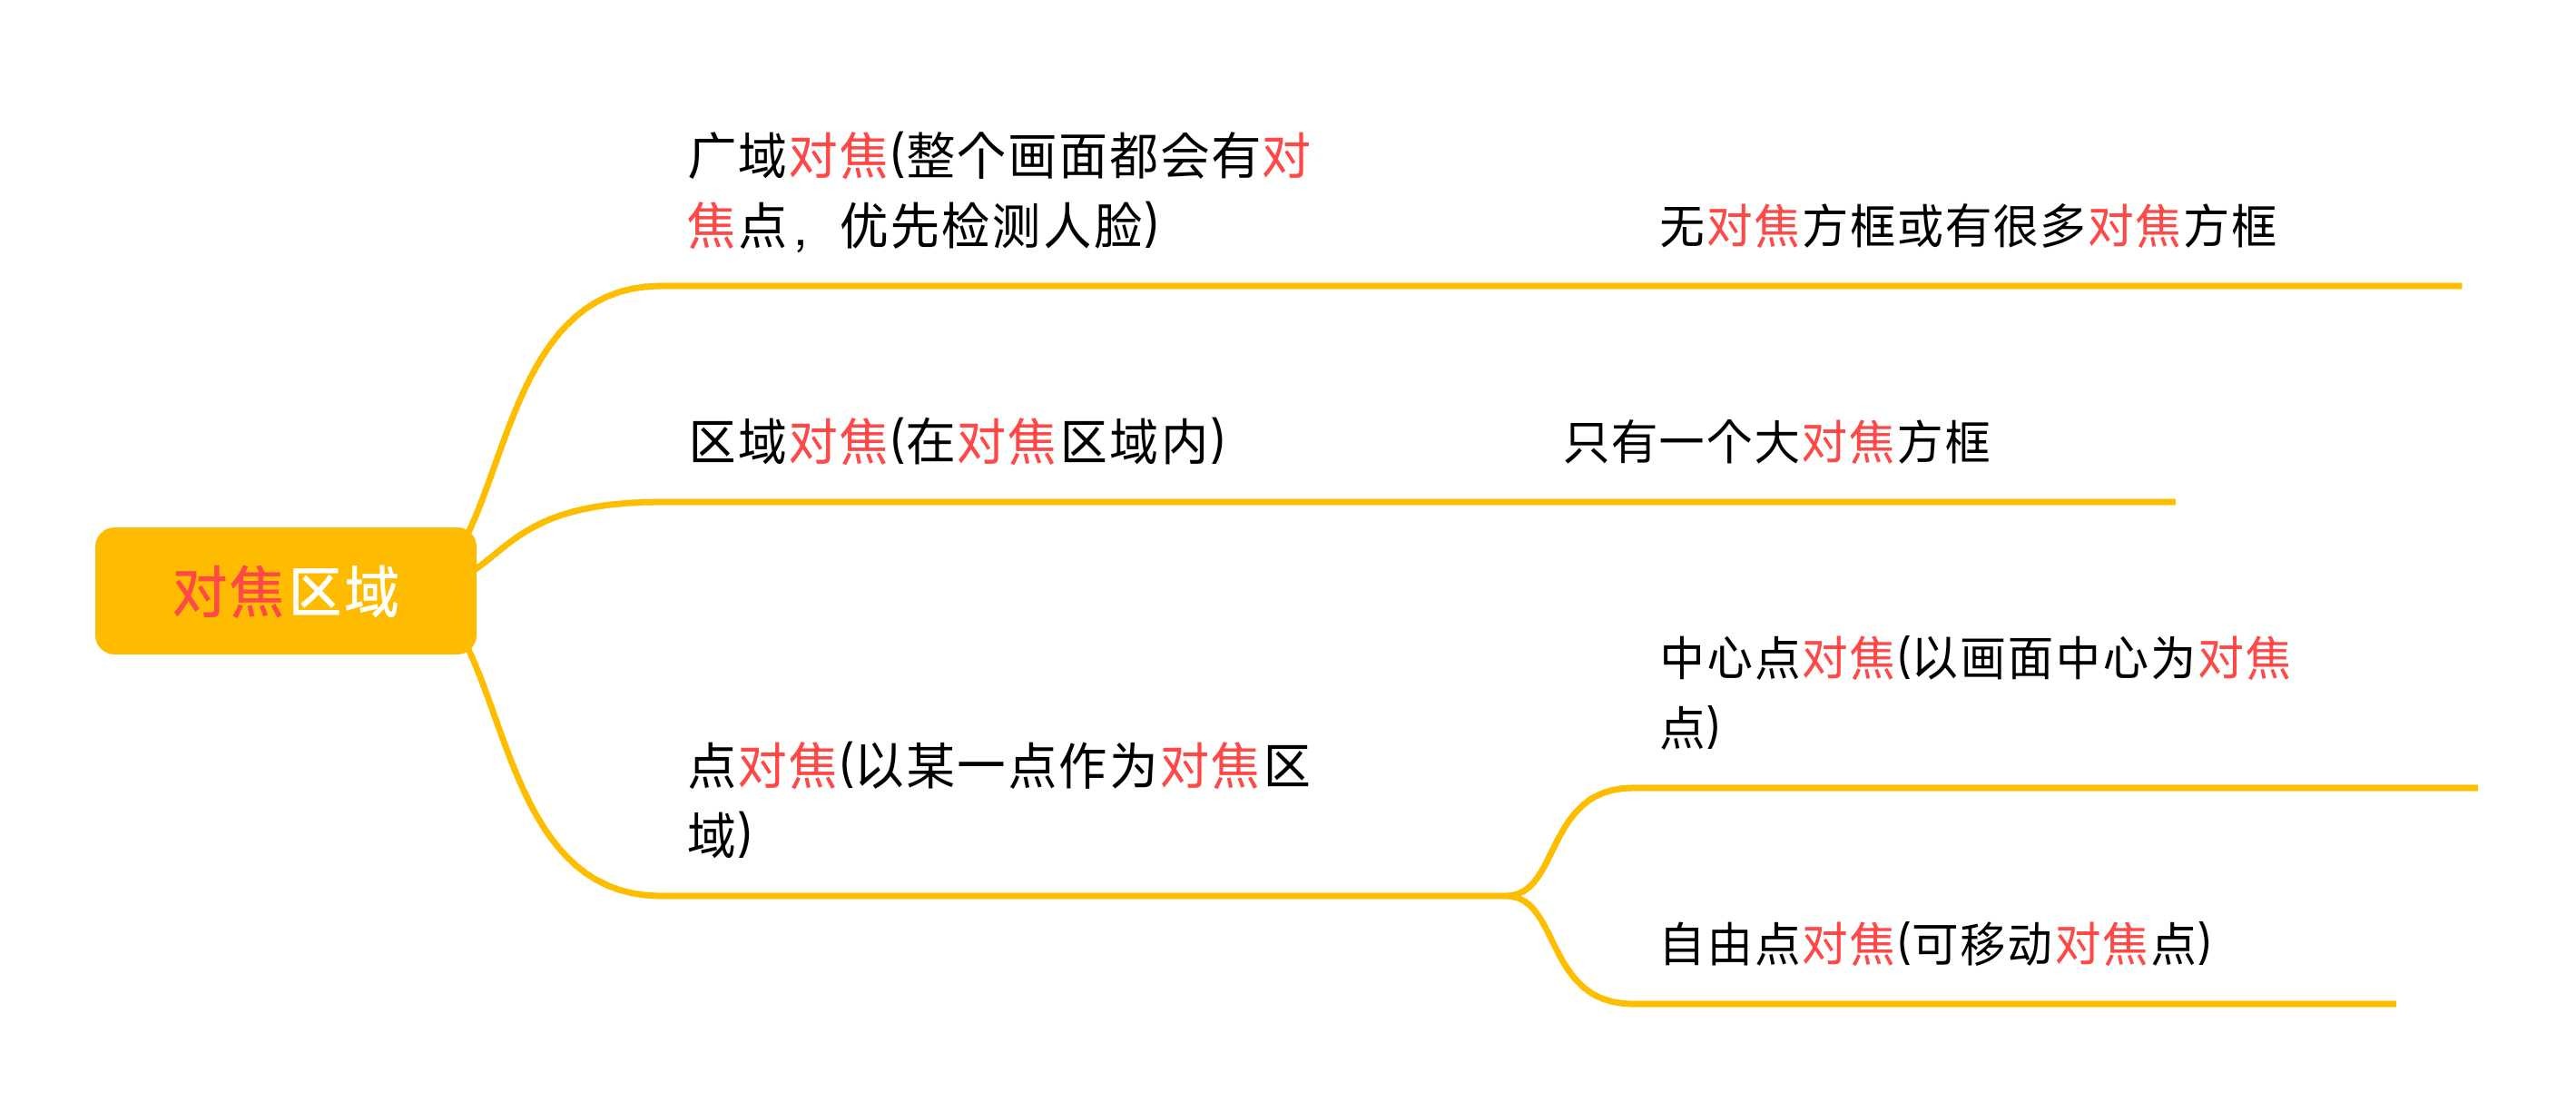 广域对焦(整个画面都会有对
焦点，优先检测人脸)
无对焦方框或有很多对焦方框
区域对焦(在对焦区域内)
只有一个大对焦方框
对焦区域
点对焦(以某一点作为对焦区
域)
中心点对焦(以画面中心为对焦
点)
自由点对焦(可移动对焦点)